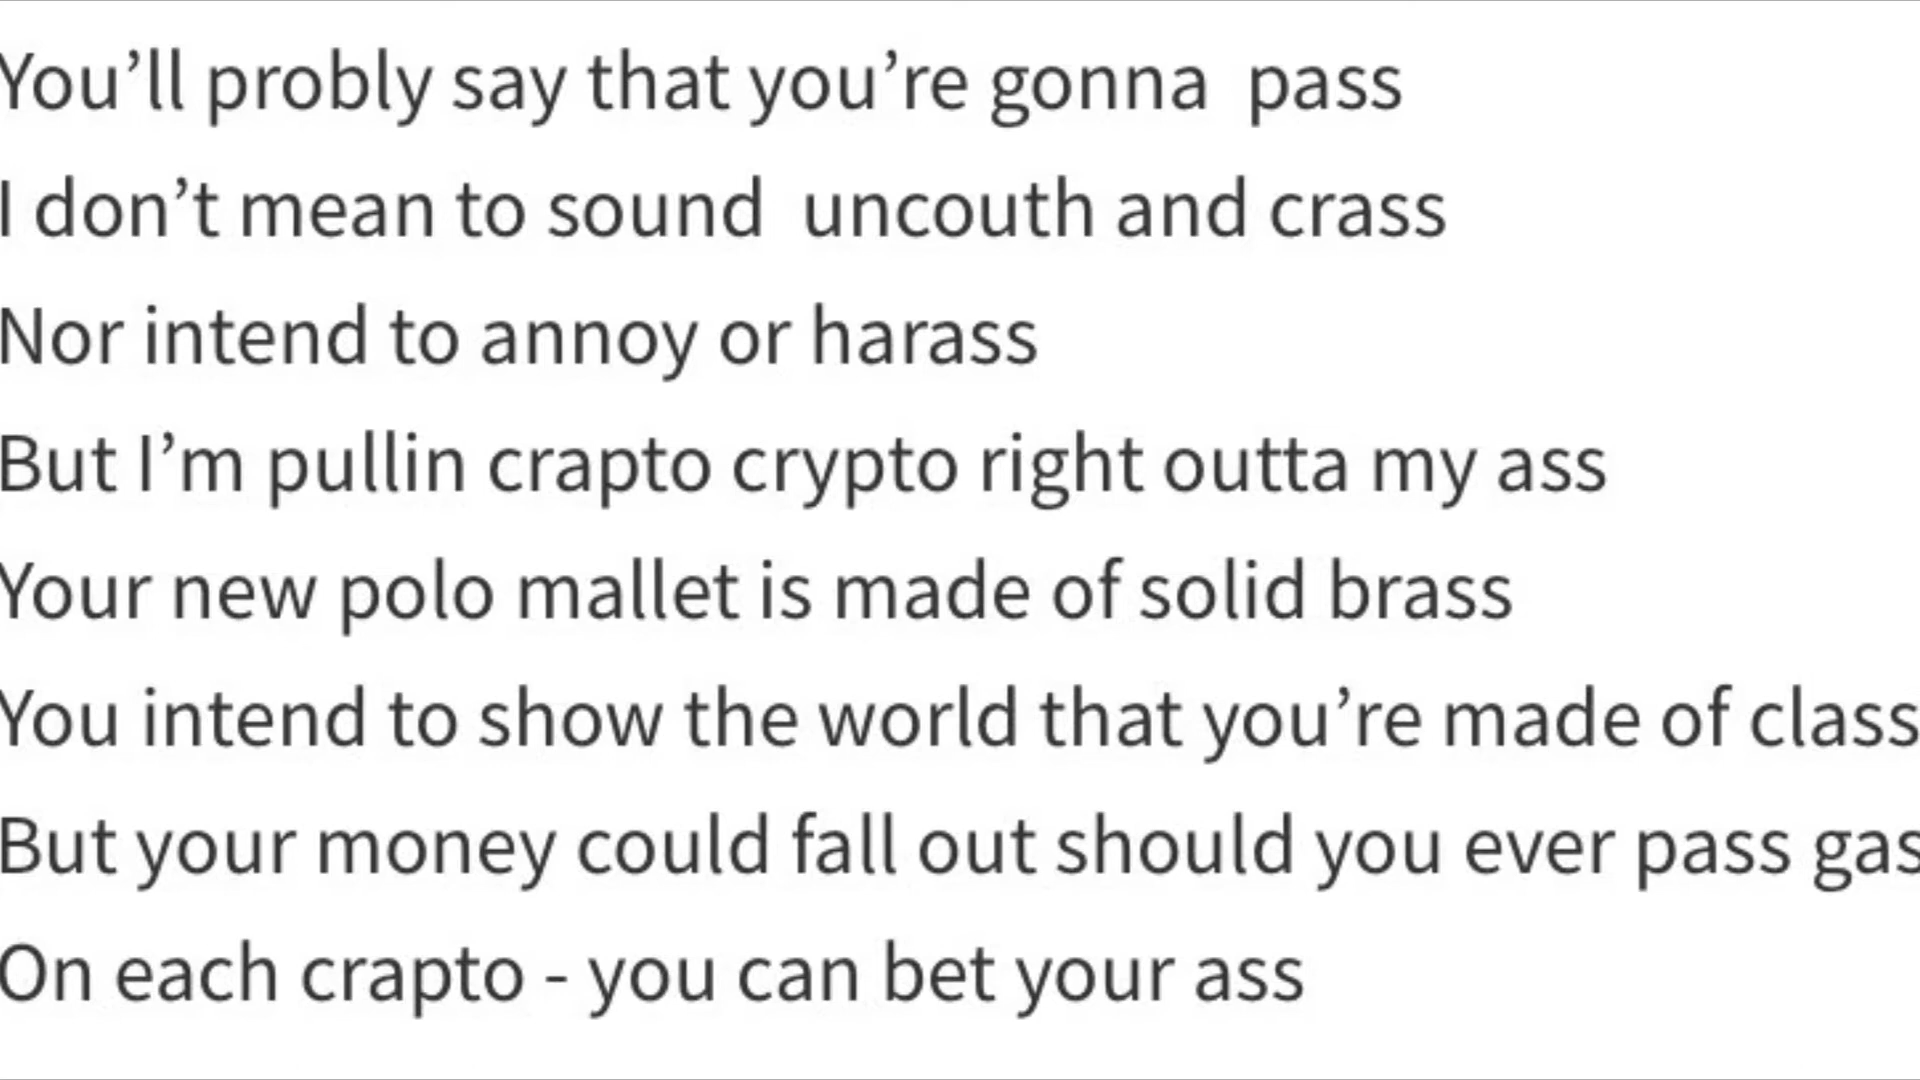 You’ll probly say that you’re gonna  pass
I don’t mean to sound  uncouth and crass
Nor intend to annoy or harass
But I’m pullin crapto crypto right outta my ass
Your new polo mallet is made of solid brass
You intend to show the world that you’re made of class
But your money could fall out should you ever pass gas
On each crapto - you can bet your ass